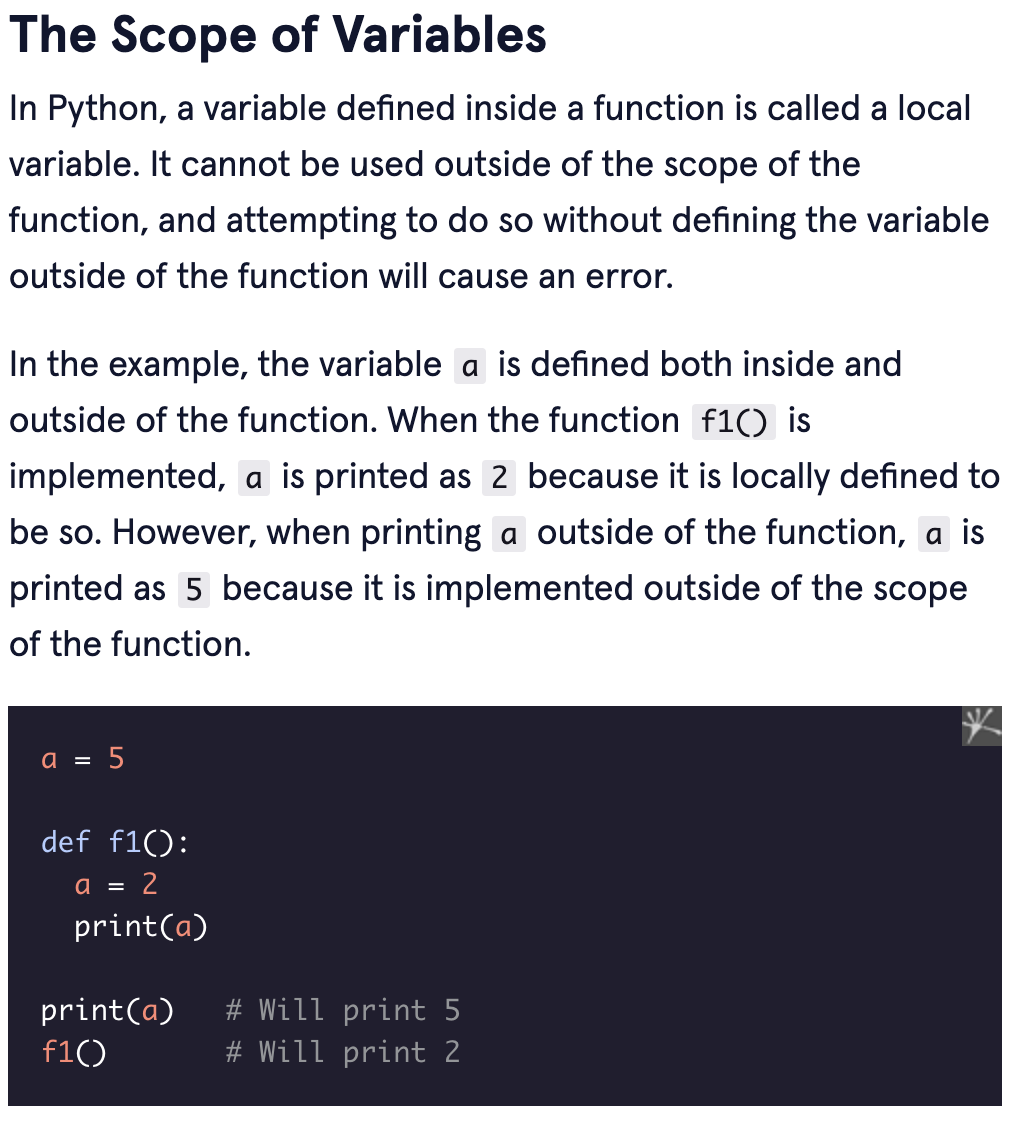 The Scope of Variables
In Python, a variable defined inside a function is called a local
variable. It cannot be used outside of the scope of the
function, and attempting to do so without defining the variable
outside of the function will cause an error.
In the example, the variable a is defined both inside and
outside of the function. When the function f1() is
implemented, a is printed as 2 because it is locally defined to
be so. However, when printing a outside of the function, a is
printed as 5 because it is implemented outside of the scope
of the function.
a = 5
def f1():
  a = 2
  print(a)
print(a)   # Will print 5
f1()       # Will print 2